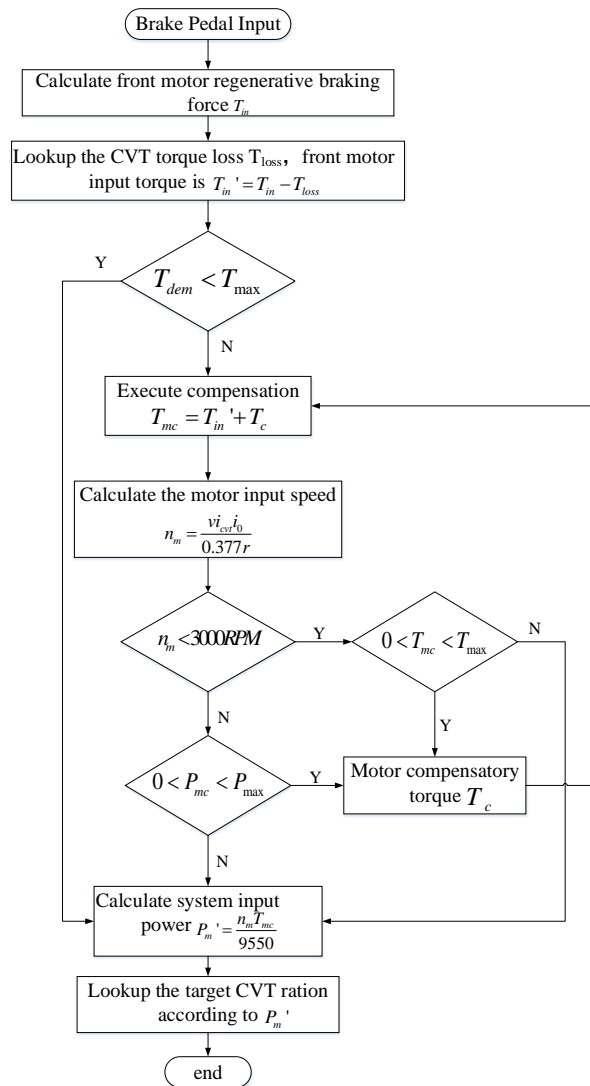 Brake Pedal Input
Calculate front motor regenerative braking
force T_in
Lookup the CVT torque loss T_loss, front motor
input torque is T_in ' = T_in − T_loss
Y
T_dem < T_max
N
Execute compensation
T_mc = T_in '+ T_c
Calculate the motor input speed
n_m = vi_cvt i_0 / 0.377r
n_m <3000RPM
Y
0 < T_mc < T_max
N
N
Y
0 < P_mc < P_max
Y
Motor compensatory
torque T_c
N
Calculate system input
power P_m ' = n_m T_mc / 9550
Lookup the target CVT ration
according to P_m '
end